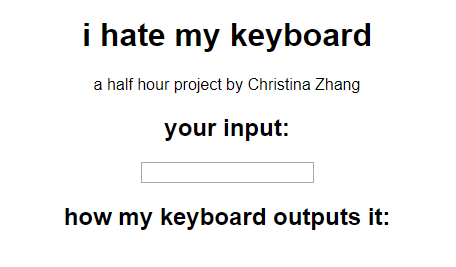 i hate my keyboard
a half hour project by Christina Zhang
your input:
how my keyboard outputs it: